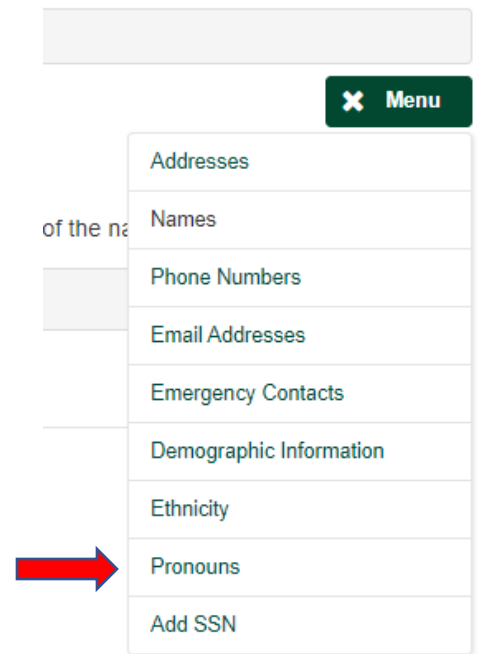 Menu
Addresses
of the na
Names
Phone Numbers
Email Addresses
Emergency Contacts
Demographic Information
Ethnicity
Pronouns
Add SSN